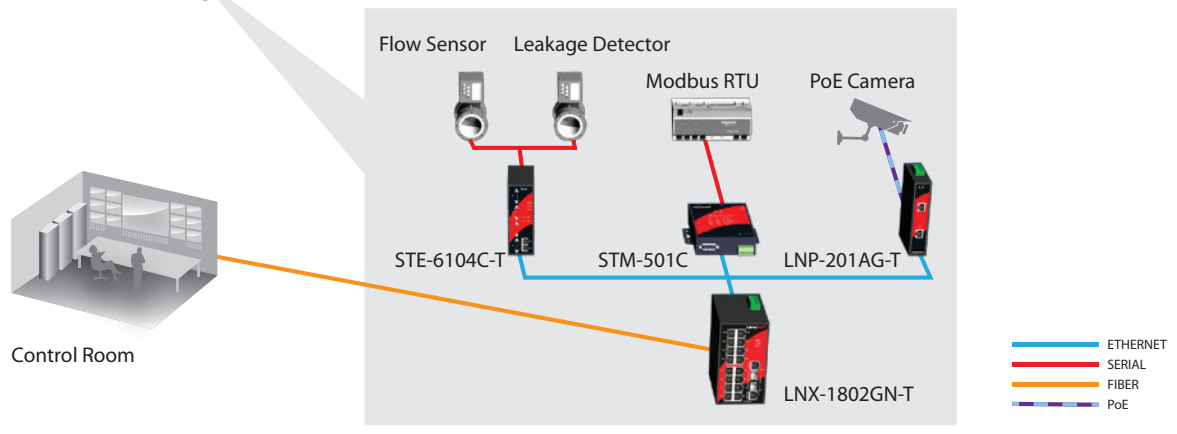 Flow Sensor
Leakage Detector
Modbus RTU
PoE Camera
STE-6104C-T
STM-501C
LNP-201AG-T
Control Room
LNX-1802GN-T
ETHERNET
SERIAL
FIBER
PoE